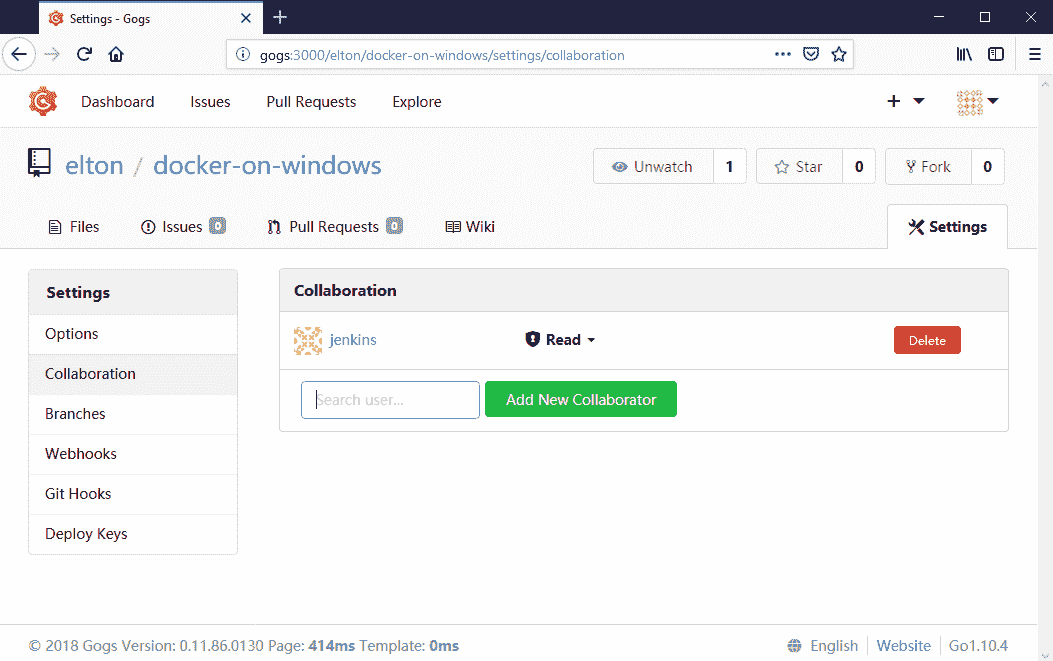 Settings - Gogs
gogs:3000/elton/docker-on-windows/settings/collaboration
Dashboard Issues Pull Requests Explore
elton / docker-on-windows Unwatch 1 Star 0 Fork 0
Files Issues 0 Pull Requests 0 Wiki Settings
Settings
Options
Collaboration
Branches
Webhooks
Git Hooks
Deploy Keys
Collaboration
jenkins Read Delete
Search user... Add New Collaborator
© 2018 Gogs Version: 0.11.86.0130 Page: 414ms Template: 0ms English Website Go1.10.4